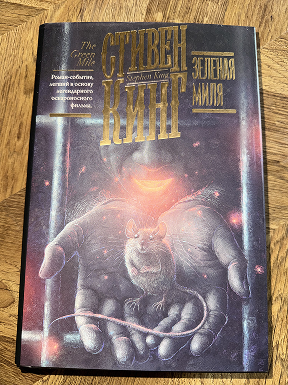 The
Green
Mile
СТИВЕН
Stephen King
КИНГ
ЗЕЛЕНАЯ
МИЛЯ
Роман-событие,
легший в основу
легендарного
оскароносного
фильма.